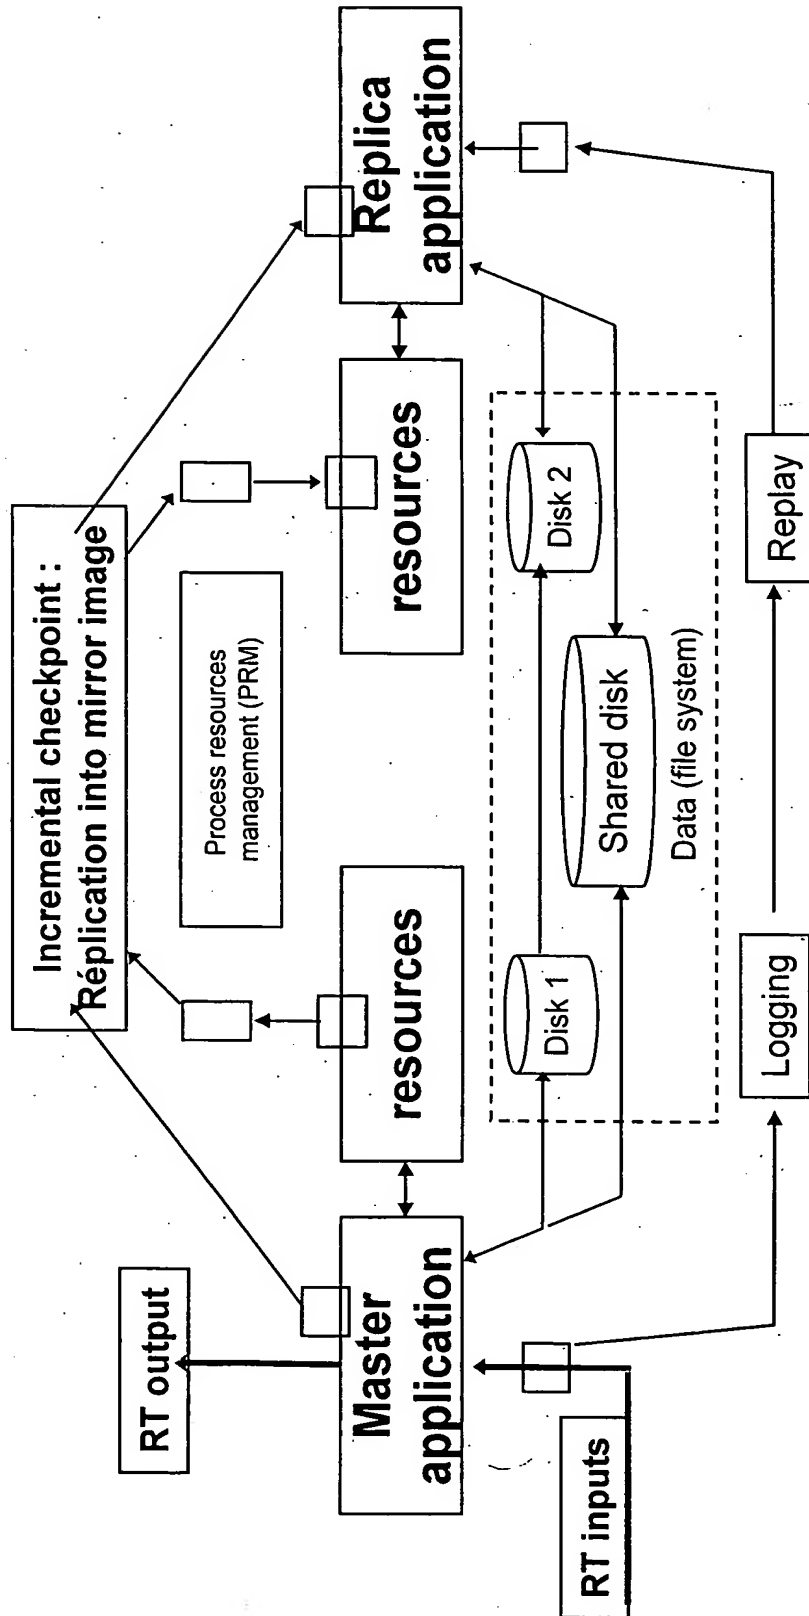 Incremental checkpoint :
Réplication into mirror image
RT output
Process resources
management (PRM)
Master
application
resources
resources
Replica
application
Disk 1
Disk 2
Shared disk
Data (file system)
RT inputs
Logging
Replay